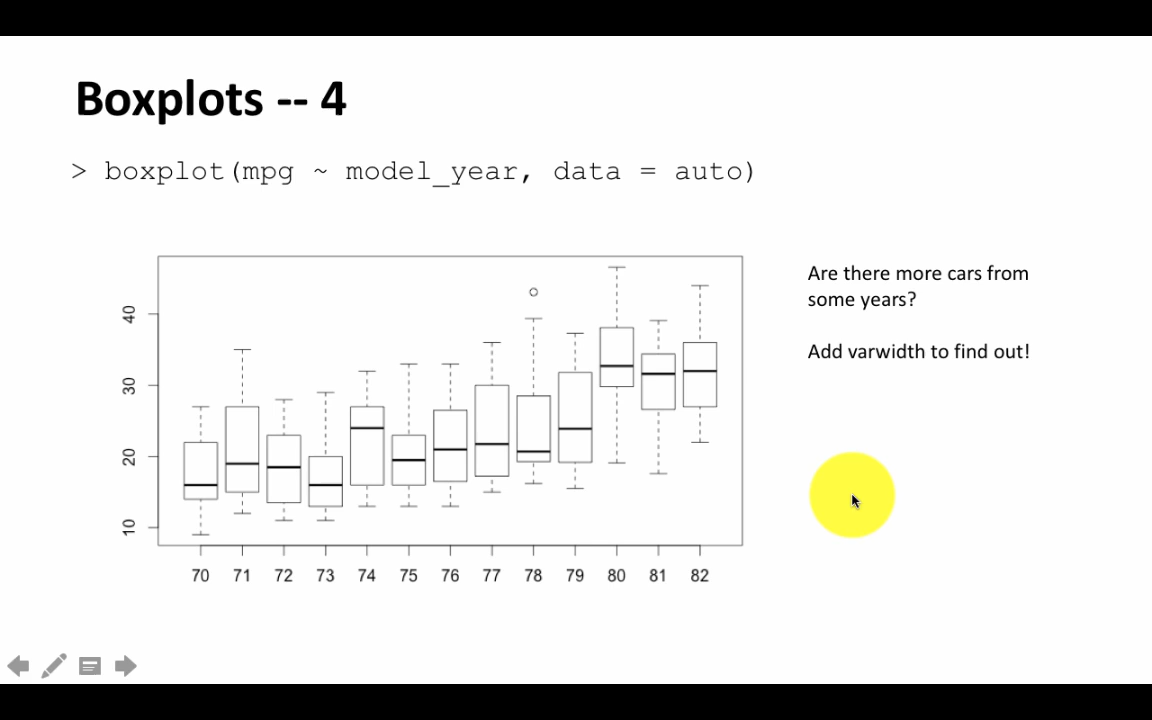 Boxplots -- 4
> boxplot(mpg ~ model_year, data = auto)
Are there more cars from
some years?
Add varwidth to find out!
40
30
20
10
70 71 72 73 74 75 76 77 78 79 80 81 82